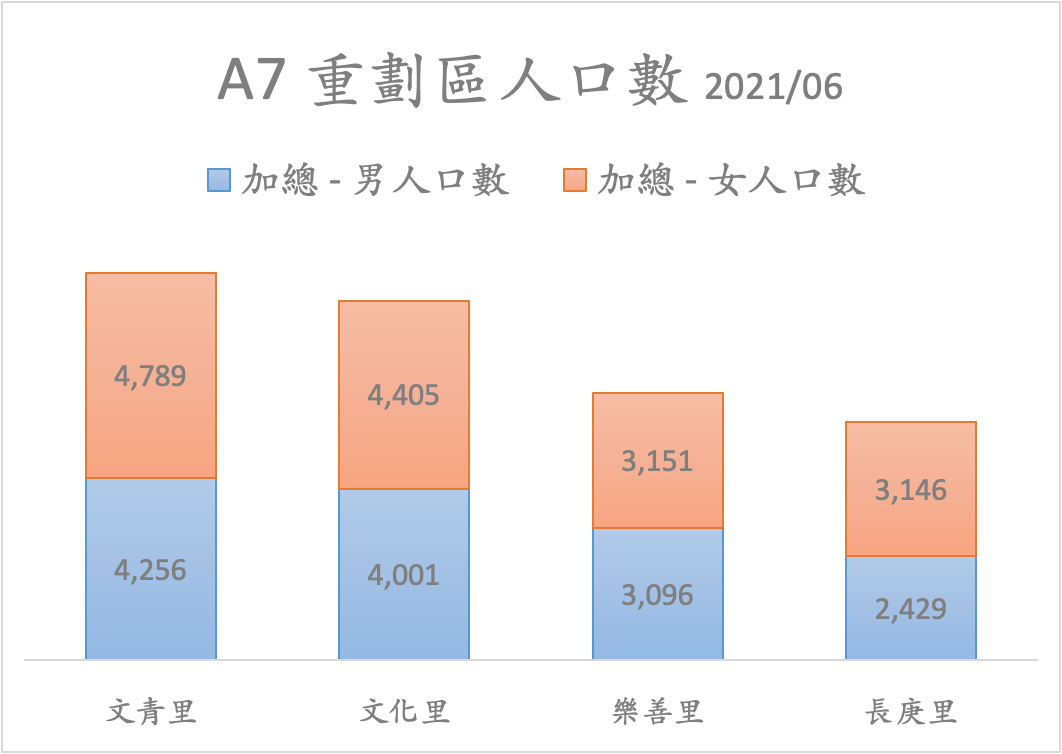 A7 重劃區人口數 2021/06
加總 - 男人口數 加總 - 女人口數
4,789 4,405 3,151 3,146
4,256 4,001 3,096 2,429
文青里 文化里 樂善里 長庚里